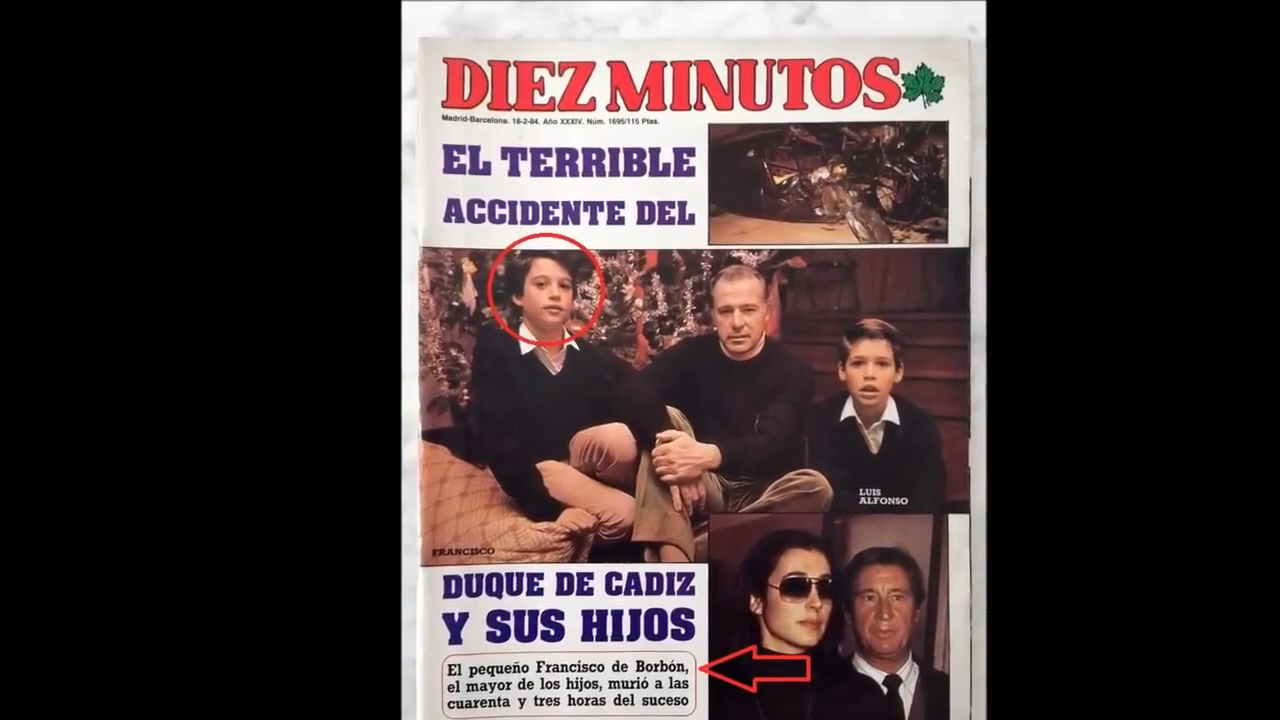 DIEZ MINUTOS
Madrid-Barcelona. 18-2-84. Año XXXIV. Núm. 1695/115 Ptas.
EL TERRIBLE
ACCIDENTE DEL
LUIS
ALFONSO
FRANCISCO
DUQUE DE CADIZ
Y SUS HIJOS
El pequeño Francisco de Borbón,
el mayor de los hijos, murió a las
cuarenta y tres horas del suceso